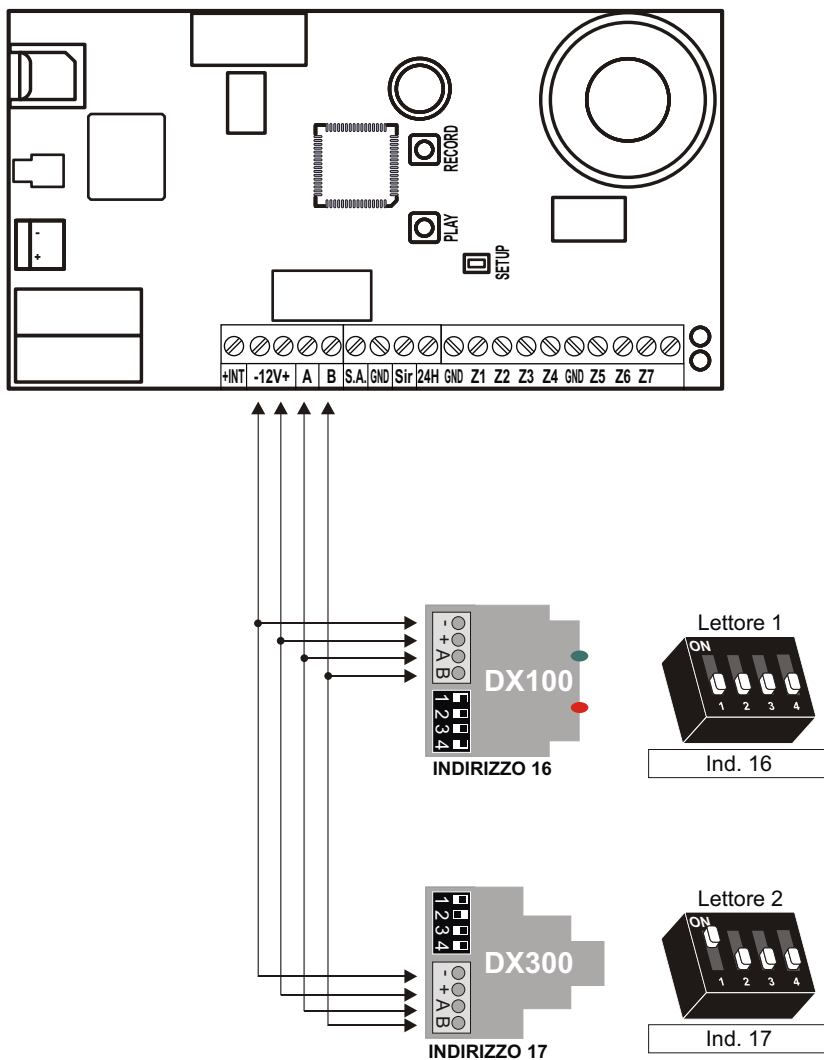 RECORD
PLAY
SETUP
-
+
+INT -12V+ A B S.A. GND Sir 24H GND Z1 Z2 Z3 Z4 GND Z5 Z6 Z7
- + A B
DX100
1 2 3 4
INDIRIZZO 16
Lettore 1
ON
1 2 3 4
Ind. 16
1 2 3 4
DX300
- + A B
INDIRIZZO 17
Lettore 2
ON
1 2 3 4
Ind. 17